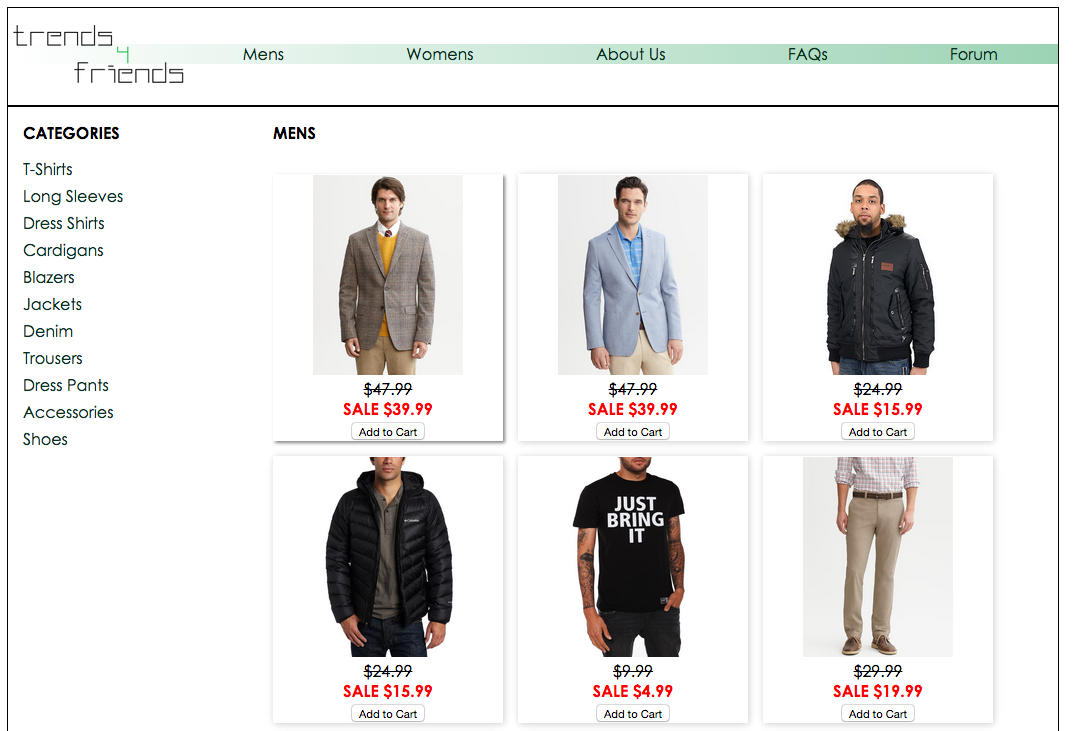 trends
4
friends
Mens Womens About Us FAQs Forum
CATEGORIES
T-Shirts
Long Sleeves
Dress Shirts
Cardigans
Blazers
Jackets
Denim
Trousers
Dress Pants
Accessories
Shoes
MENS
$47.99 $47.99 $24.99
SALE $39.99 SALE $39.99 SALE $15.99
Add to Cart Add to Cart Add to Cart
JUST
BRING
IT
$24.99 $9.99 $29.99
SALE $15.99 SALE $4.99 SALE $19.99
Add to Cart Add to Cart Add to Cart